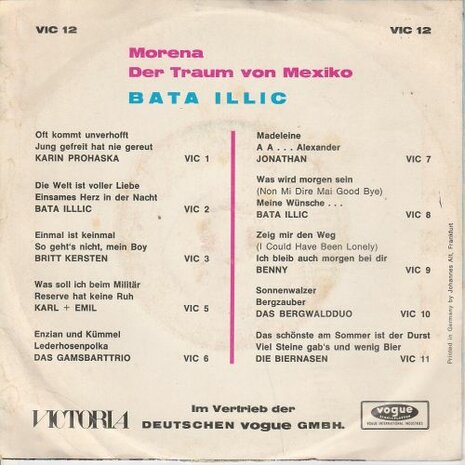 VIC 12
VIC 12
Morena
Der Traum von Mexiko
BATA ILLIC
Oft kommt unverhofft
Jung gefreit hat nie gereut
KARIN PROHASKA VIC 1
Die Welt ist voller Liebe
Einsames Herz in der Nacht
BATA ILLLIC VIC 2
Einmal ist keinmal
So geht's nicht, mein Boy
BRITT KERSTEN VIC 3
Was soll ich beim Militär
Reserve hat keine Ruh
KARL + EMIL VIC 5
Enzian und Kümmel
Lederhosenpolka
DAS GAMSBARTTRIO VIC 6
Madeleine
A A . . . Alexander
JONATHAN VIC 7
Was wird morgen sein
(Non Mi Dire Mai Good Bye)
Meine Wünsche . . .
BATA ILLIC VIC 8
Zeig mir den Weg
(I Could Have Been Lonely)
Ich bleib auch morgen bei dir
BENNY VIC 9
Sonnenwalzer
Bergzauber
DAS BERGWALDDUO VIC 10
Das schönste am Sommer ist der Durst
Viel Steine gab's und wenig Bier
DIE BIERNASEN VIC 11
Printed in Germany by Johannes Alt, Frankfurt
VICTORIA
Im Vertrieb der
DEUTSCHEN vogue GMBH.
vogue
VOGUE INTERNATIONAL INDUSTRIES